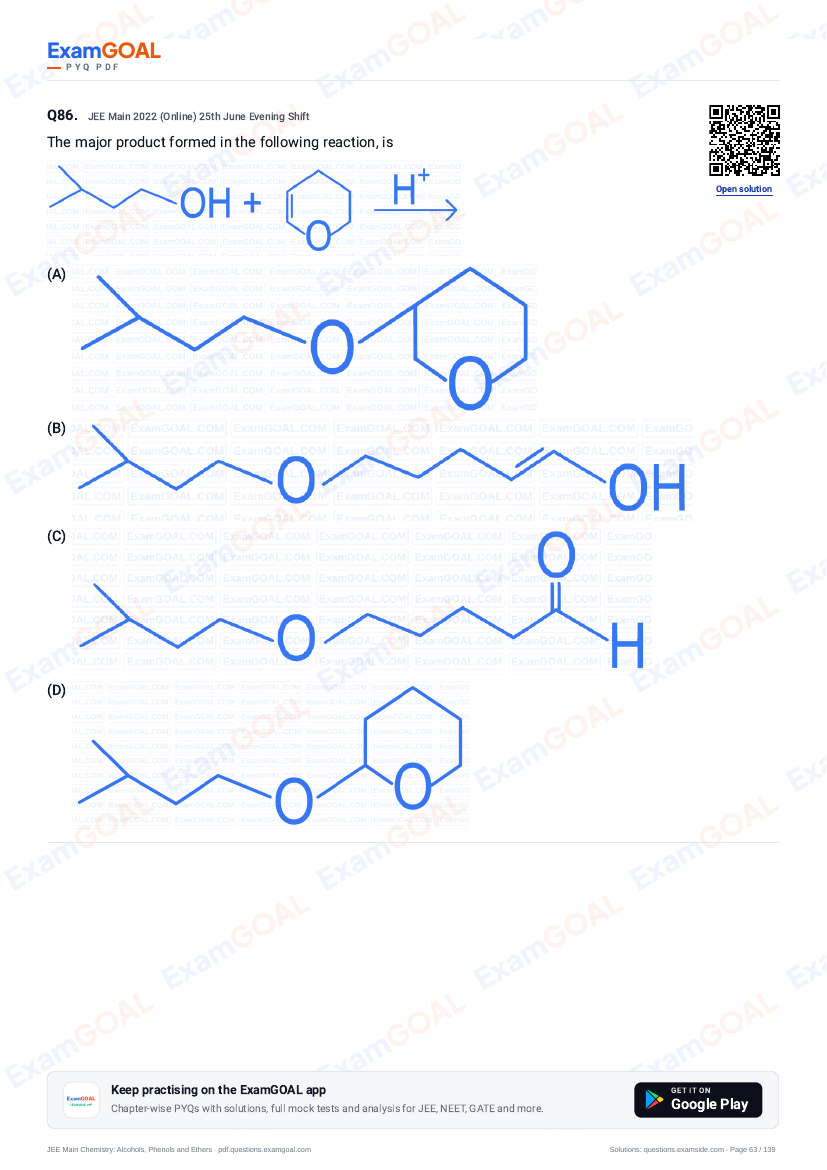 ExamGOAL
PYQ PDF
Q86. JEE Main 2022 (Online) 25th June Evening Shift
The major product formed in the following reaction, is
Open solution
OH + O H+
(A)
O O
(B)
O OH
(C)
O O H
(D)
O O
Keep practising on the ExamGOAL app
Chapter-wise PYQs with solutions, full mock tests and analysis for JEE, NEET, GATE and more.
GET IT ON
Google Play
JEE Main Chemistry: Alcohols, Phenols and Ethers · pdf.questions.examgoal.com
Solutions: questions.examside.com · Page 63 / 139